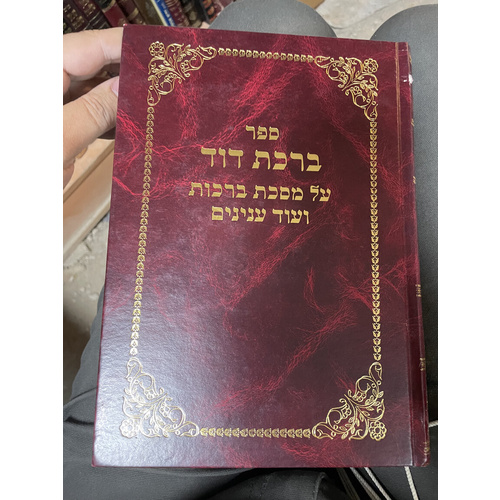 ספר
ברכת דוד
על מסכת ברכות
ועוד ענינים